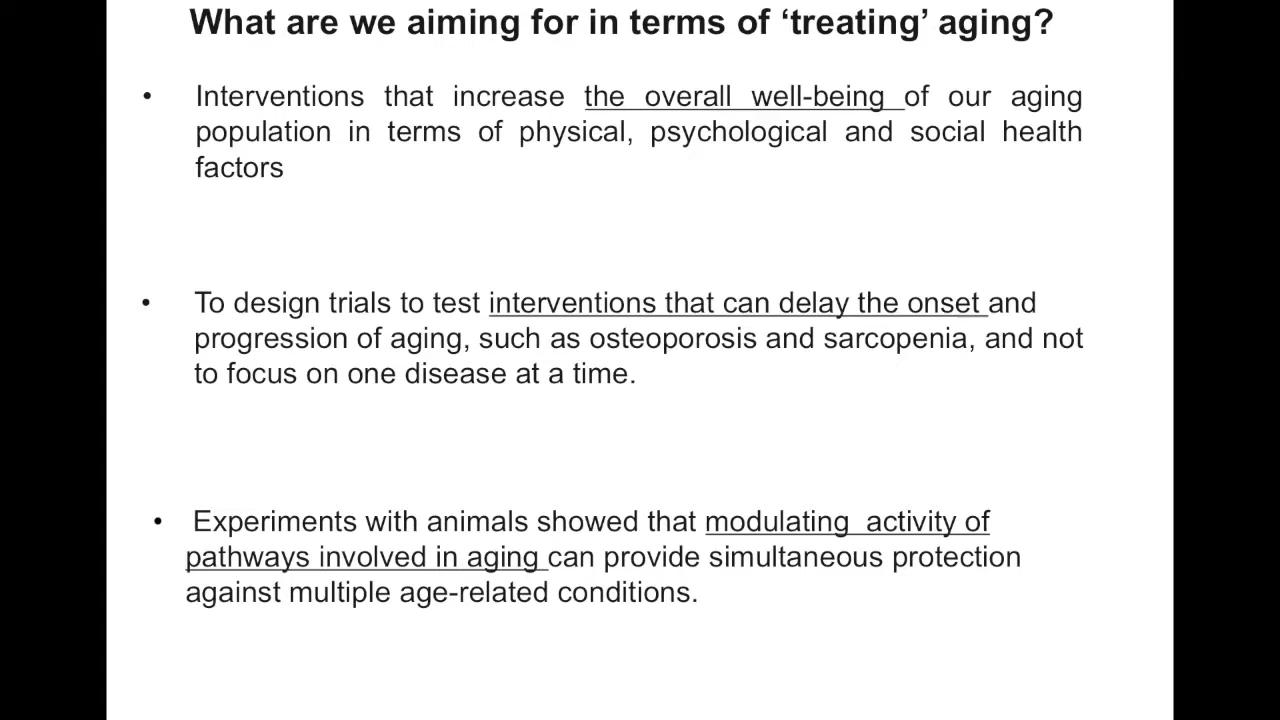 What are we aiming for in terms of ‘treating’ aging?
• Interventions that increase the overall well-being of our aging
population in terms of physical, psychological and social health
factors
• To design trials to test interventions that can delay the onset and
progression of aging, such as osteoporosis and sarcopenia, and not
to focus on one disease at a time.
• Experiments with animals showed that modulating activity of
pathways involved in aging can provide simultaneous protection
against multiple age-related conditions.